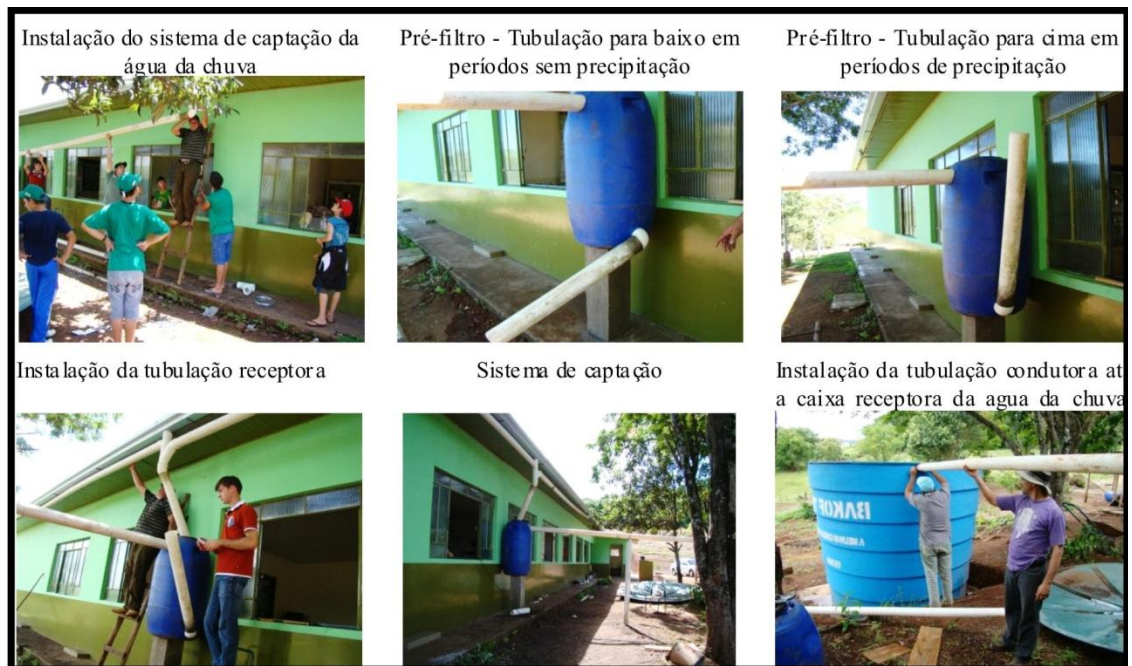 Instalação do sistema de captação da
água da chuva
Pré-filtro - Tubulação para baixo em
períodos sem precipitação
Pré-filtro - Tubulação para cima em
períodos de precipitação
Instalação da tubulação receptora
Sistema de captação
Instalação da tubulação condutora at
a caixa receptora da agua da chuva
BAKOF